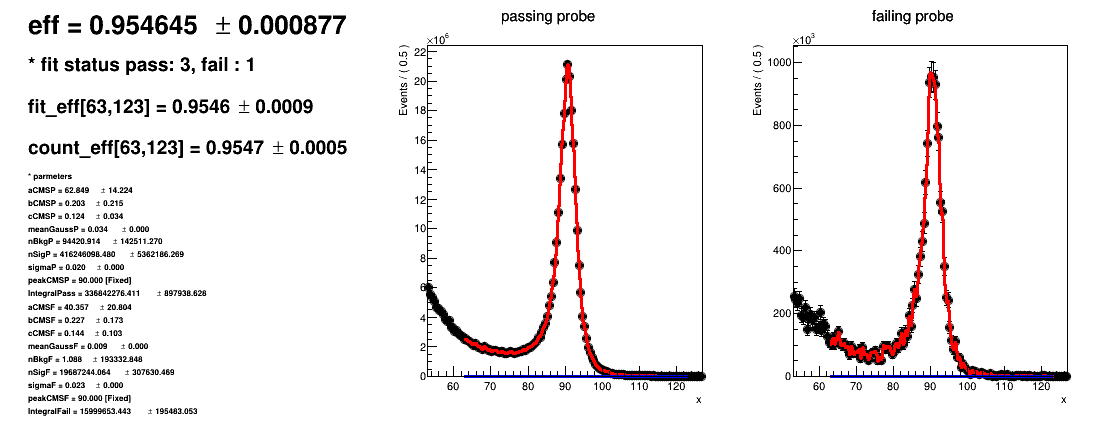 eff = 0.954645 ± 0.000877
* fit status pass: 3, fail : 1
fit_eff[63,123] = 0.9546 ± 0.0009
count_eff[63,123] = 0.9547 ± 0.0005
* parmeters
aCMSP = 62.849 ± 14.224
bCMSP = 0.203 ± 0.215
cCMSP = 0.124 ± 0.034
meanGaussP = 0.034 ± 0.000
nBkgP = 94420.914 ± 142511.270
nSigP = 416246098.480 ± 5362186.269
sigmaP = 0.020 ± 0.000
peakCMSP = 90.000 [Fixed]
IntegralPass = 336842276.411 ± 897938.628
aCMSF = 40.357 ± 20.804
bCMSF = 0.227 ± 0.173
cCMSF = 0.144 ± 0.103
meanGaussF = 0.009 ± 0.000
nBkgF = 1.088 ± 193332.848
nSigF = 19687244.064 ± 307630.469
sigmaF = 0.023 ± 0.000
peakCMSF = 90.000 [Fixed]
IntegralFail = 15999653.443 ± 195483.053
passing probe
×10⁶
Events / ( 0.5 )
22
20
18
16
14
12
10
8
6
4
2
0
60 70 80 90 100 110 120
x
failing probe
×10³
Events / ( 0.5 )
1000
800
600
400
200
0
60 70 80 90 100 110 120
x